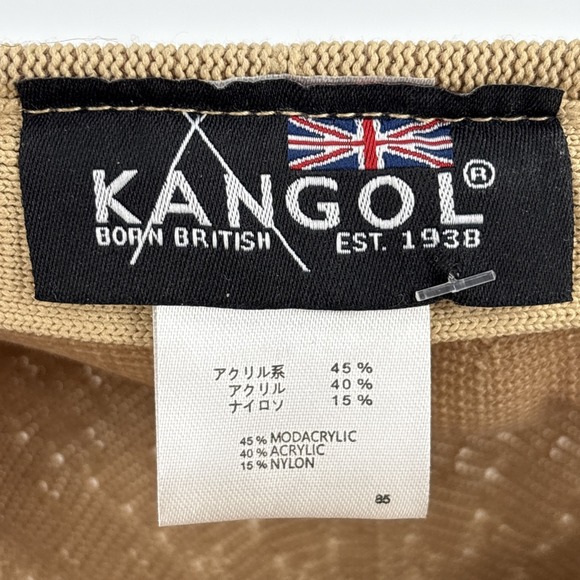 KANGOL®
BORN BRITISH EST. 1938
アクリル系 45%
アクリル 40%
ナイロソ 15%
45% MODACRYLIC
40% ACRYLIC
15% NYLON
85